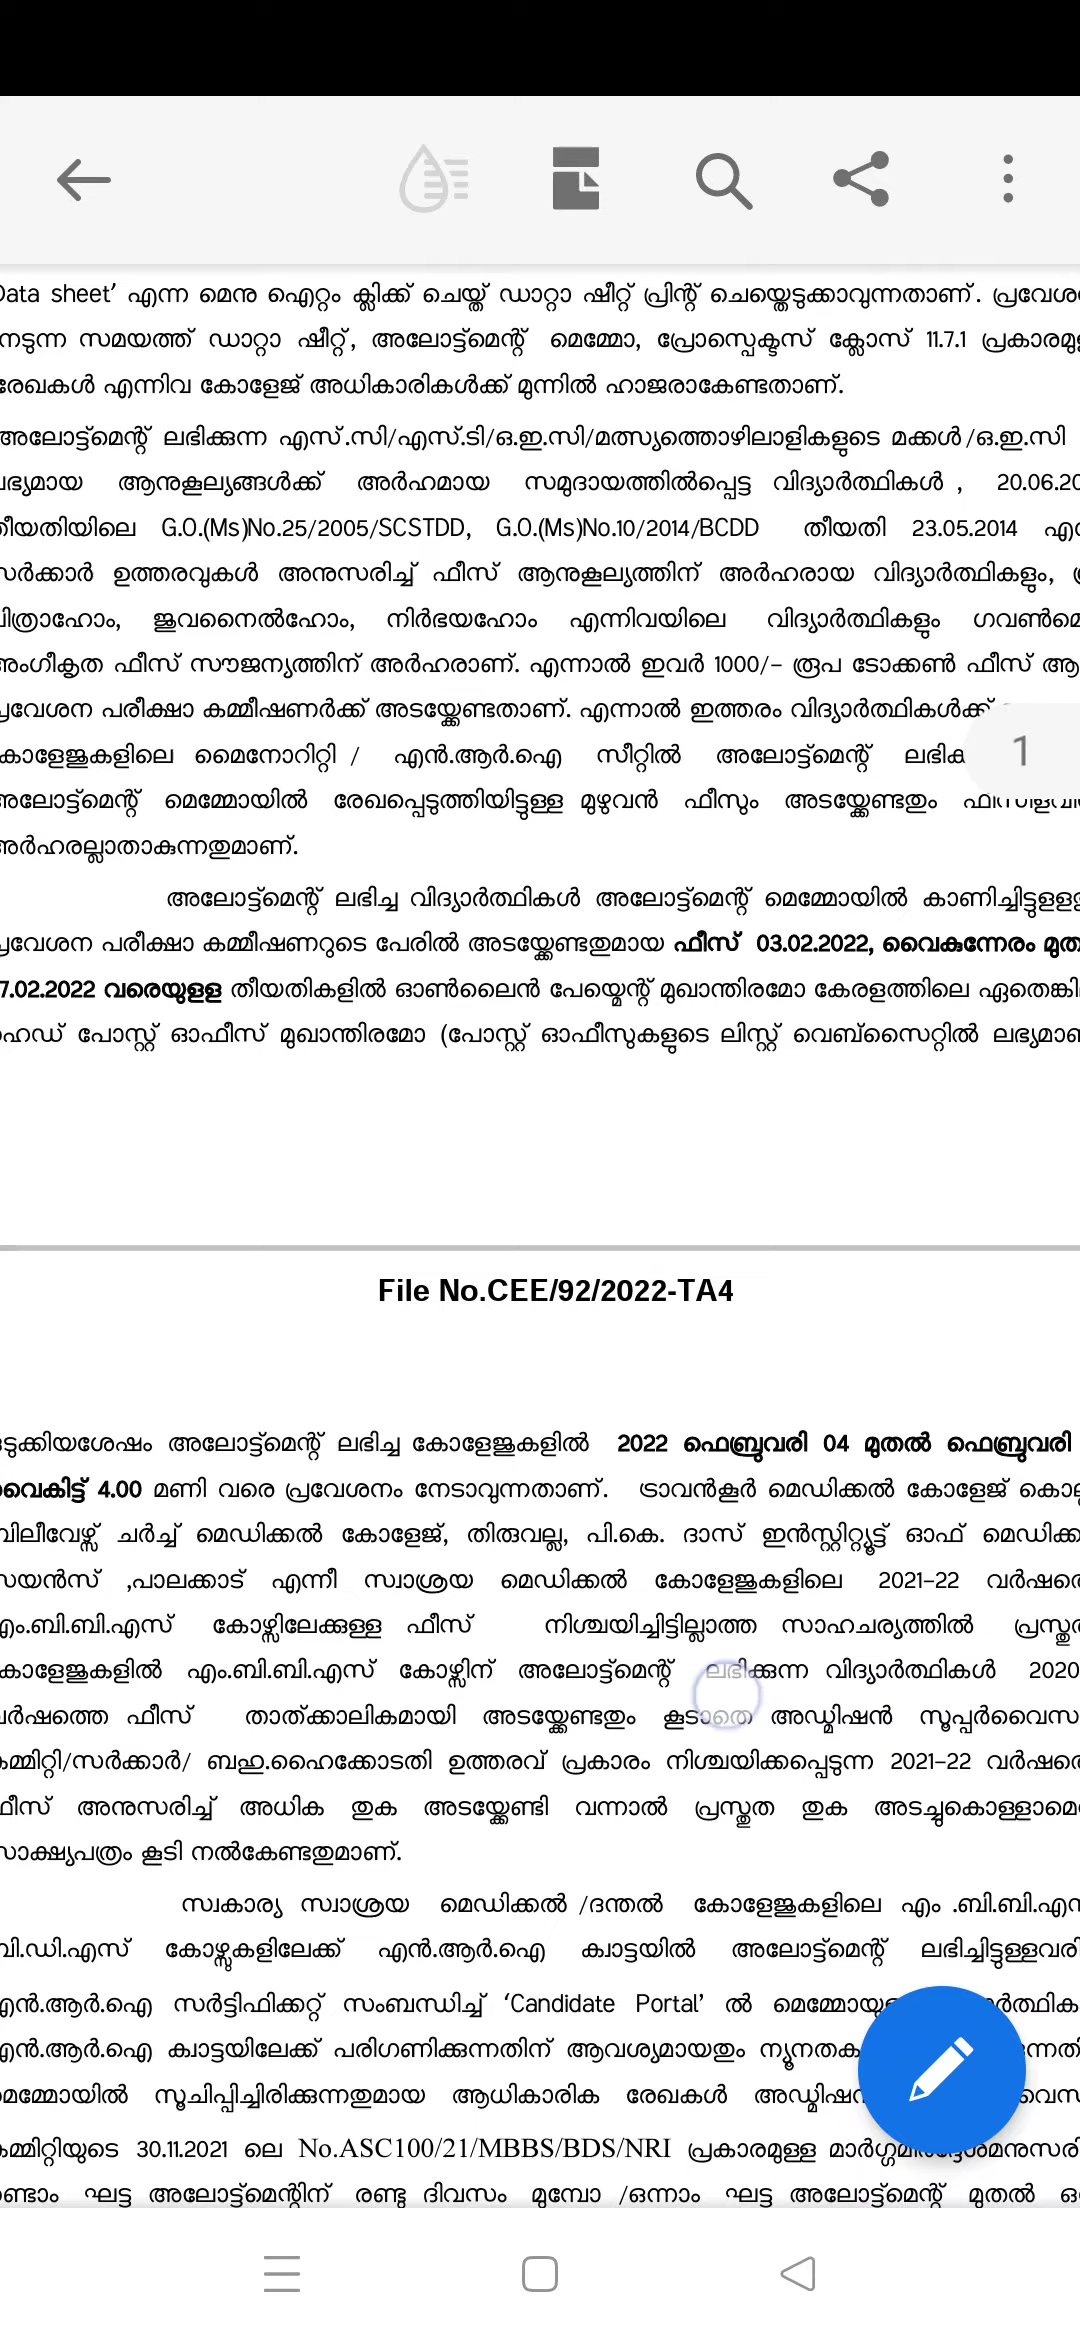 Data sheet' എന്ന മെനു ഐറ്റം ക്ലിക്ക് ചെയ്ത് ഡാറ്റാ ഷീറ്റ് പ്രിന്റ് ചെയ്തെടുക്കാവുന്നതാണ്.
സമയത്ത് ഡാറ്റാ ഷീറ്റ്, അലോട്ട്മെന്റ് മെമ്മോ, പ്രോസ്പെക്ടസ് ക്ലോസ് 11.7.1
രേഖകൾ എന്നിവ കോളേജ് അധികാരികൾക്ക് മുന്നിൽ ഹാജരാകേണ്ടതാണ്.
അലോട്ട്മെന്റ് ലഭിക്കുന്ന എസ്.സി/എസ്.ടി/ഒ.ഇ.സി/മത്സ്യത്തൊഴിലാളികളുടെ മക്കൾ/ഒ.ഇ.സി
ആനുകൂല്യങ്ങൾക്ക് അർഹമായ സമുദായത്തിൽപ്പെട്ട വിദ്യാർത്ഥികൾ ,
G.O.(Ms)No.25/2005/SCSTDD, G.O.(Ms)No.10/2014/BCDD തീയതി 23.05.2014
സർക്കാർ ഉത്തരവുകൾ അനുസരിച്ച് ഫീസ് ആനുകൂല്യത്തിന് അർഹരായ വിദ്യാർത്ഥികളും,
ജുവനൈൽഹോം, നിർഭയഹോം എന്നിവയിലെ വിദ്യാർത്ഥികളും
അംഗീകൃത ഫീസ് സൗജന്യത്തിന് അർഹരാണ്. എന്നാൽ ഇവർ 1000/- രൂപ ടോക്കൺ ഫീസ്
പ്രവേശന പരീക്ഷാ കമ്മീഷണർക്ക് അടയ്ക്കേണ്ടതാണ്. എന്നാൽ ഇത്തരം വിദ്യാർത്ഥികൾക്ക്
കോളേജുകളിലെ മൈനോറിറ്റി / എൻ.ആർ.ഐ സീറ്റിൽ അലോട്ട്മെന്റ് 1
അലോട്ട്മെന്റ് മെമ്മോയിൽ രേഖപ്പെടുത്തിയിട്ടുള്ള മുഴുവൻ ഫീസും അടയ്ക്കേണ്ടതും
അർഹരല്ലാതാകുന്നതുമാണ്.
അലോട്ട്മെന്റ് ലഭിച്ച വിദ്യാർത്ഥികൾ അലോട്ട്മെന്റ് മെമ്മോയിൽ
പ്രവേശന പരീക്ഷാ കമ്മീഷണറുടെ പേരിൽ അടയ്ക്കേണ്ടതുമായ ഫീസ് 03.02.2022, വൈകുന്നേരം
7.02.2022 വരെയുളള തീയതികളിൽ ഓൺലൈൻ പേയ്മെന്റ് മുഖാന്തിരമോ കേരളത്തിലെ
പോസ്റ്റ് ഓഫീസ് മുഖാന്തിരമോ (പോസ്റ്റ് ഓഫീസുകളുടെ ലിസ്റ്റ് വെബ്സൈറ്റിൽ
File No.CEE/92/2022-TA4
അലോട്ട്മെന്റ് ലഭിച്ച കോളേജുകളിൽ 2022 ഫെബ്രുവരി 04 മുതൽ ഫെബ്രുവരി
വൈകിട്ട് 4.00 മണി വരെ പ്രവേശനം നേടാവുന്നതാണ്. ട്രാവൻകൂർ മെഡിക്കൽ കോളേജ്
ബിലീവേഴ്സ് ചർച്ച് മെഡിക്കൽ കോളേജ്, തിരുവല്ല, പി.കെ. ദാസ് ഇൻസ്റ്റിറ്റ്യൂട്ട് ഓഫ്
സയൻസ് ,പാലക്കാട് എന്നീ സ്വാശ്രയ മെഡിക്കൽ കോളേജുകളിലെ 2021-22
എം.ബി.ബി.എസ് കോഴ്സിലേക്കുള്ള ഫീസ് നിശ്ചയിച്ചിട്ടില്ലാത്ത സാഹചര്യത്തിൽ
കോളേജുകളിൽ എം.ബി.ബി.എസ് കോഴ്സിന് അലോട്ട്മെന്റ് ലഭിക്കുന്ന വിദ്യാർത്ഥികൾ 2020
വർഷത്തെ ഫീസ് താത്ക്കാലികമായി അടയ്ക്കേണ്ടതും കൂടാതെ അഡ്മിഷൻ
കമ്മിറ്റി/സർക്കാർ/ ബഹു.ഹൈക്കോടതി ഉത്തരവ് പ്രകാരം നിശ്ചയിക്കപ്പെടുന്ന 2021-22
ഫീസ് അനുസരിച്ച് അധിക തുക അടയ്ക്കേണ്ടി വന്നാൽ പ്രസ്തുത തുക
സാക്ഷ്യപത്രം കൂടി നൽകേണ്ടതുമാണ്.
സ്വകാര്യ സ്വാശ്രയ മെഡിക്കൽ /ദന്തൽ കോളേജുകളിലെ എം .ബി.ബി.എസ്
ബി.ഡി.എസ് കോഴ്സുകളിലേക്ക് എൻ.ആർ.ഐ ക്വാട്ടയിൽ അലോട്ട്മെന്റ്
എൻ.ആർ.ഐ സർട്ടിഫിക്കറ്റ് സംബന്ധിച്ച് 'Candidate Portal' ൽ
എൻ.ആർ.ഐ ക്വാട്ടയിലേക്ക് പരിഗണിക്കുന്നതിന് ആവശ്യമായതും
മെമ്മോയിൽ സൂചിപ്പിച്ചിരിക്കുന്നതുമായ ആധികാരിക രേഖകൾ
കമ്മിറ്റിയുടെ 30.11.2021 ലെ No.ASC100/21/MBBS/BDS/NRI പ്രകാരമുള്ള
രണ്ടാം ഘട്ട അലോട്ട്മെന്റിന് രണ്ടു ദിവസം മുമ്പോ /ഒന്നാം ഘട്ട അലോട്ട്മെന്റ് മുതൽ